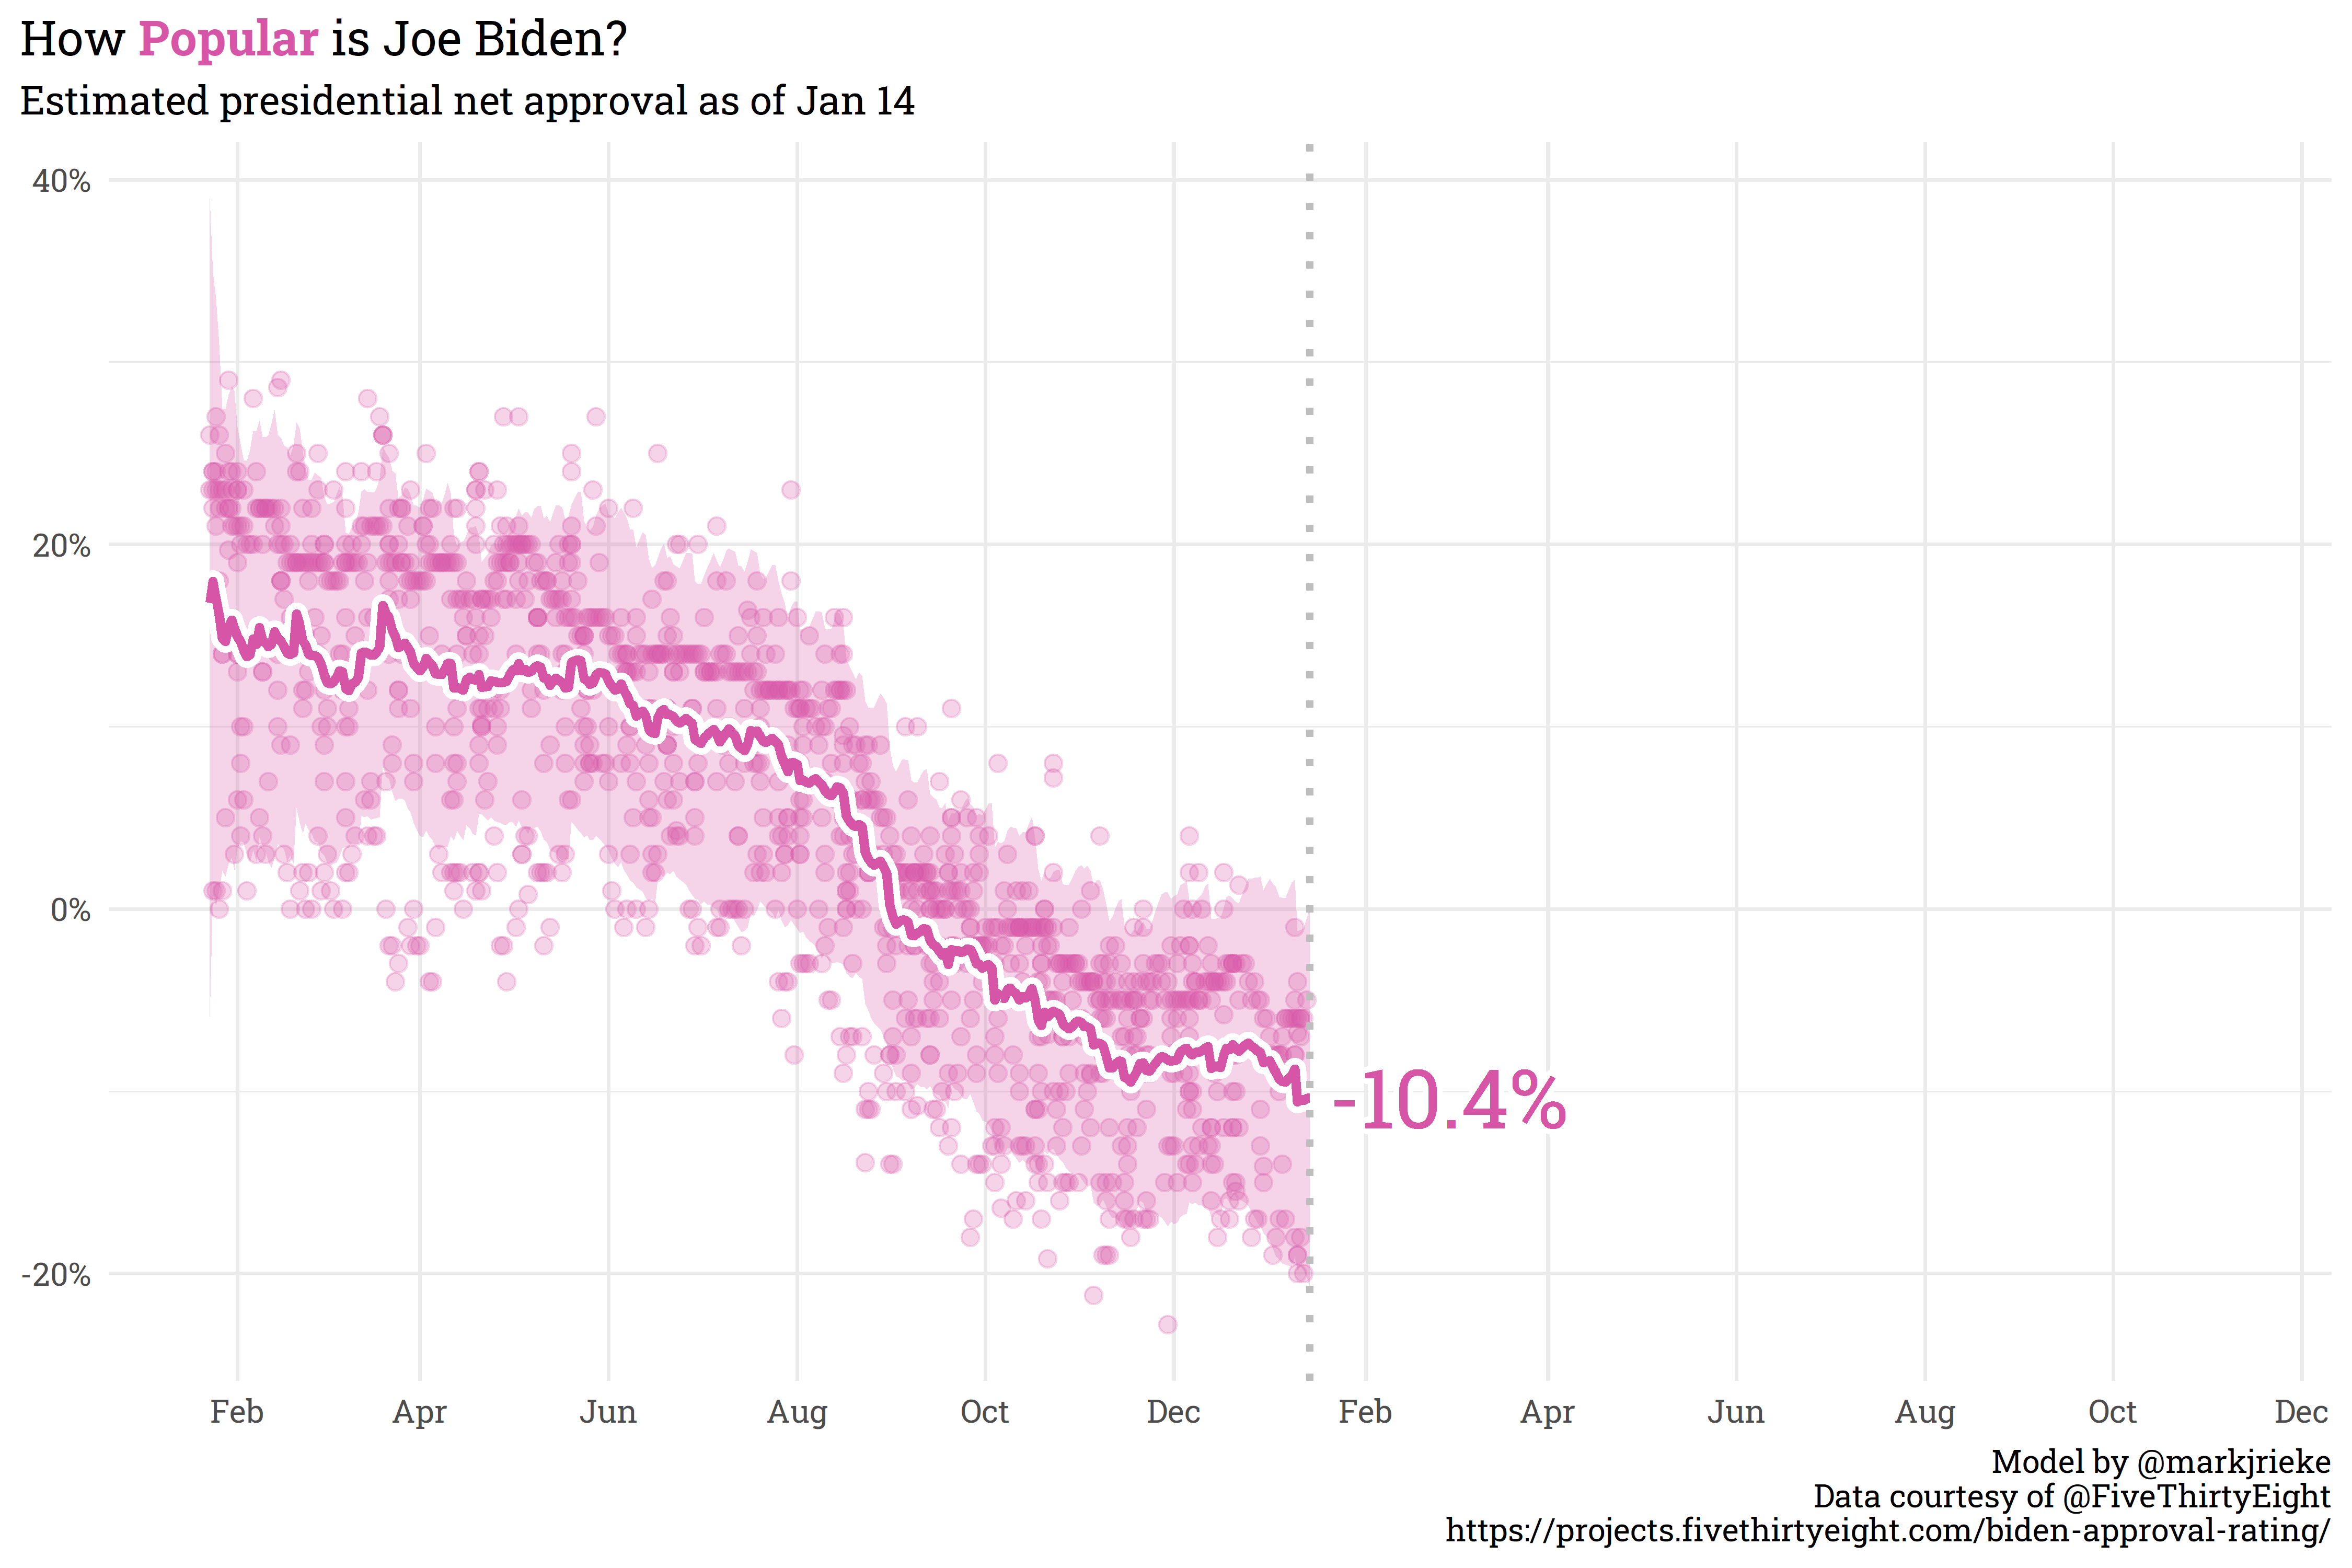 How Popular is Joe Biden?
Estimated presidential net approval as of Jan 14
40%
20%
0%
-20%
-10.4%
Feb Apr Jun Aug Oct Dec Feb Apr Jun Aug Oct Dec
Model by @markjrieke
Data courtesy of @FiveThirtyEight
https://projects.fivethirtyeight.com/biden-approval-rating/